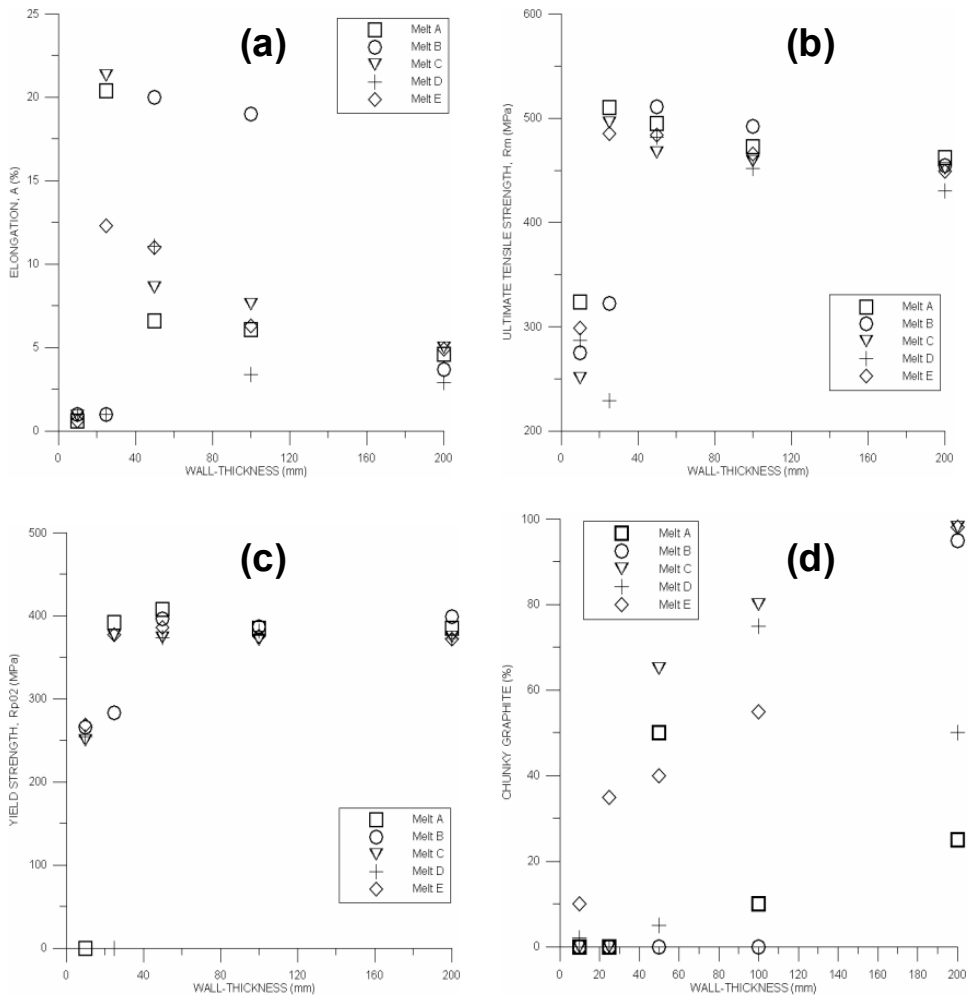 (a)
25
20
15
10
5
0
ELONGATION, A (%)
0 40 80 120 160 200
WALL-THICKNESS (mm)
Melt A
Melt B
Melt C
Melt D
Melt E
(b)
600
500
400
300
200
ULTIMATE TENSILE STRENGTH, Rm (MPa)
0 40 80 120 160 200
WALL-THICKNESS (mm)
Melt A
Melt B
Melt C
Melt D
Melt E
(c)
500
400
300
200
100
0
YIELD STRENGTH, Rp02 (MPa)
0 40 80 120 160 200
WALL-THICKNESS (mm)
Melt A
Melt B
Melt C
Melt D
Melt E
(d)
100
80
60
40
20
0
CHUNKY GRAPHITE (%)
0 20 40 60 80 100 120 140 160 180 200
WALL-THICKNESS (mm)
Melt A
Melt B
Melt C
Melt D
Melt E